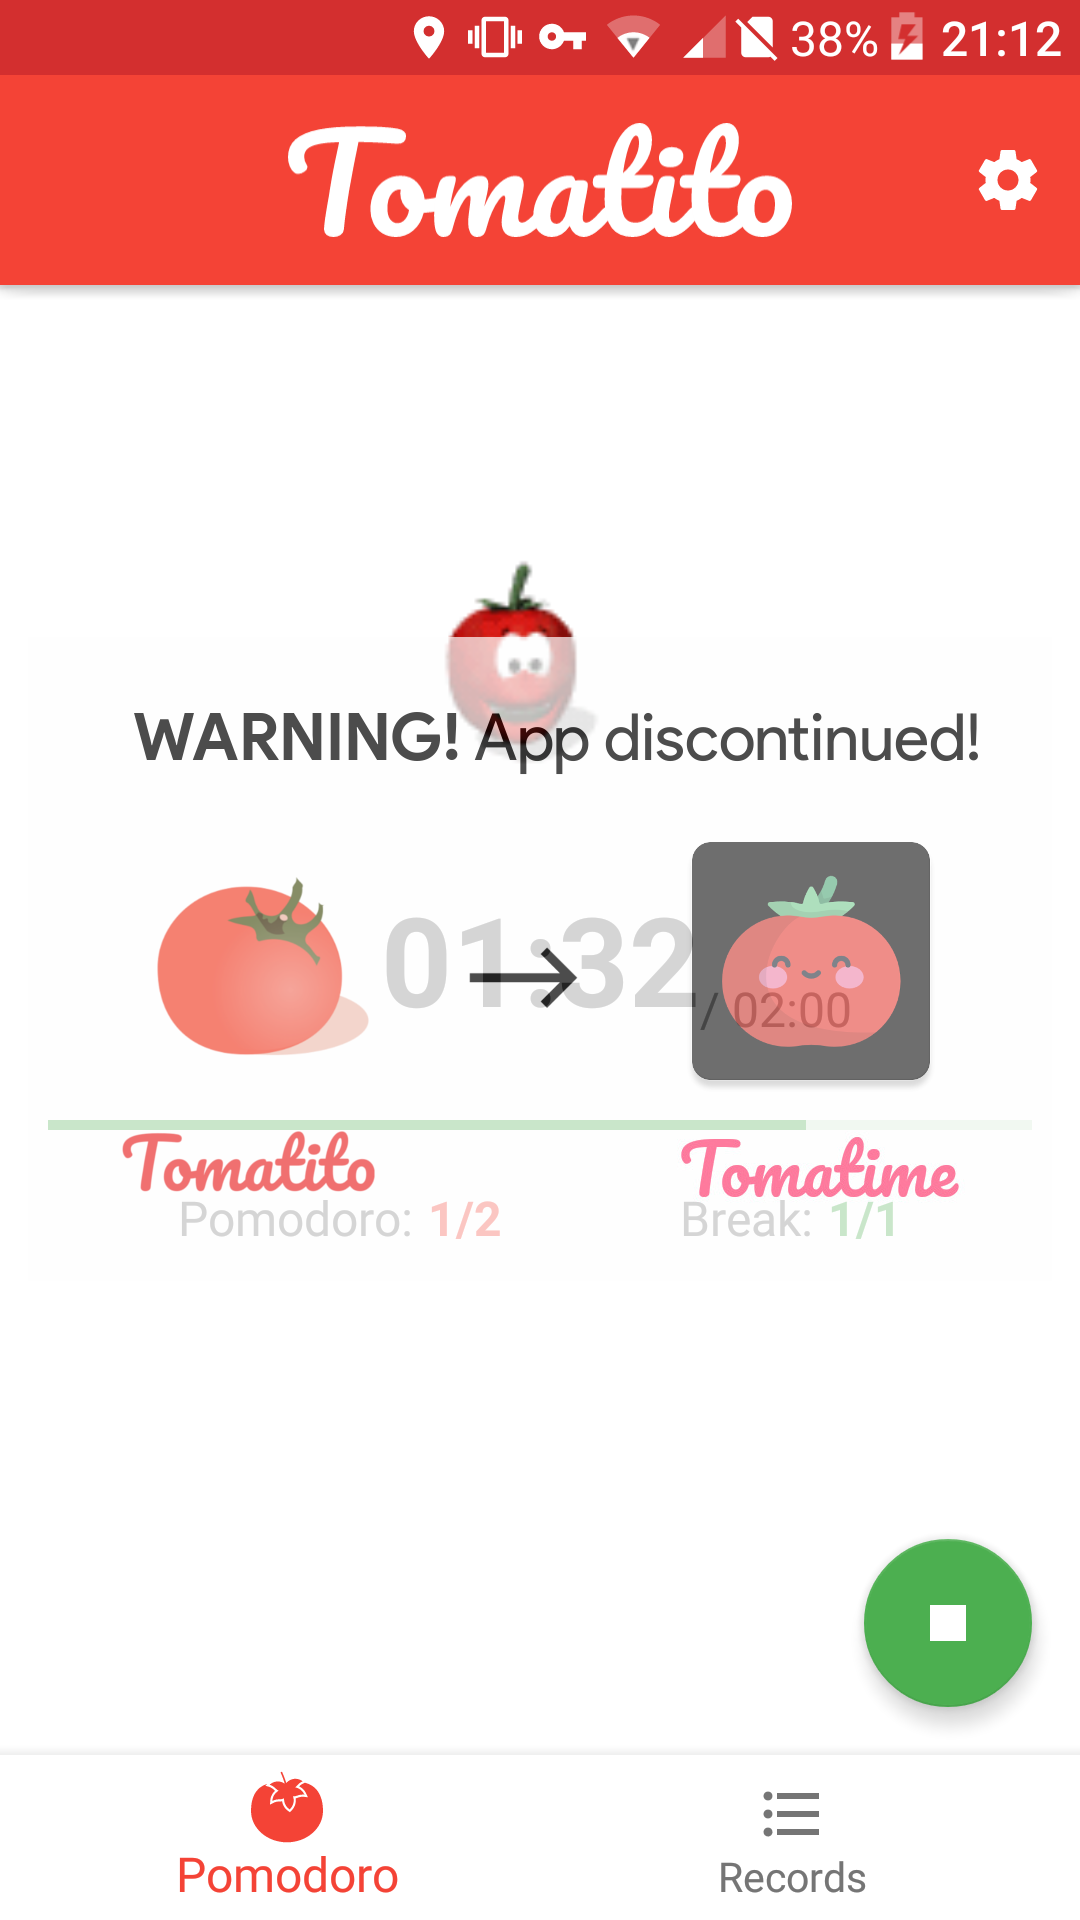 38% 21:12
Tomatito
WARNING! App discontinued!
01:32 / 02:00
Tomatito Tomatime
Pomodoro: 1/2 Break: 1/1
Pomodoro Records